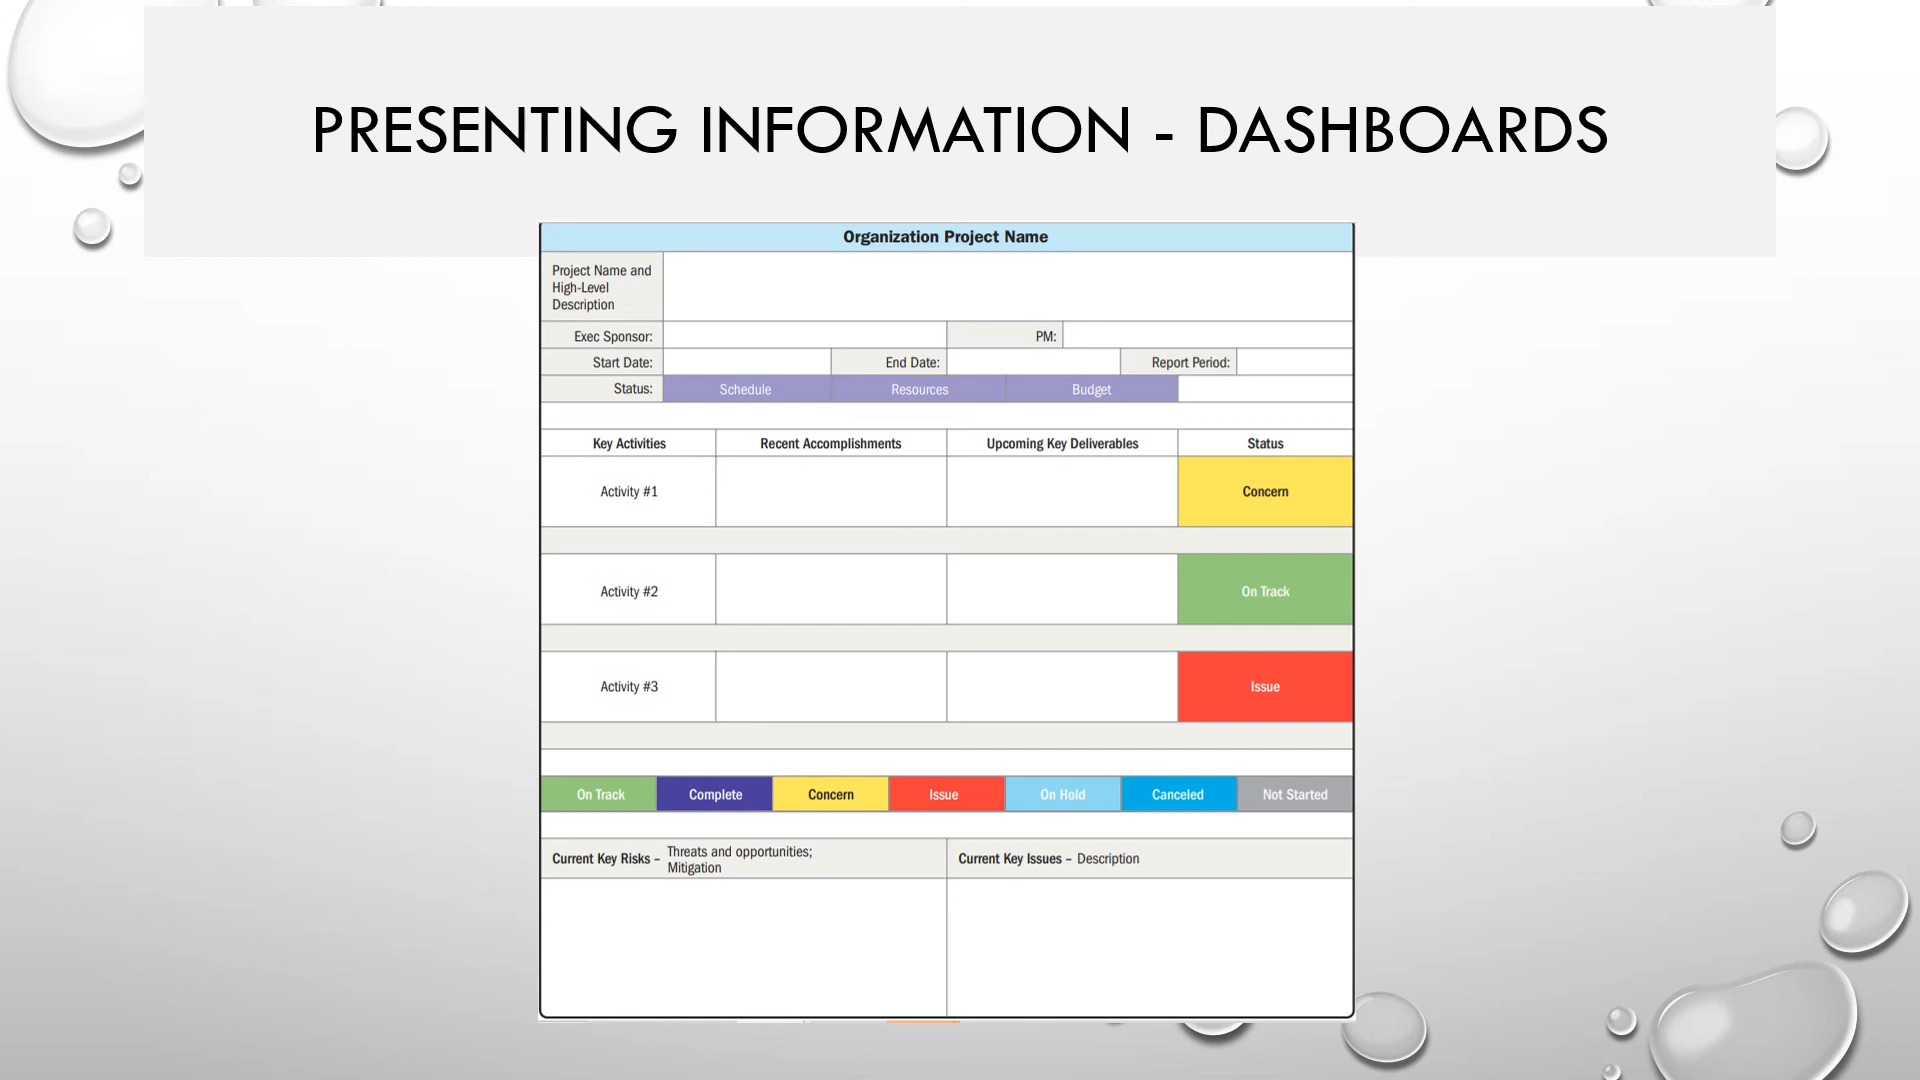 PRESENTING INFORMATION - DASHBOARDS
Organization Project Name
Project Name and
High-Level
Description
Exec Sponsor:
PM:
Start Date:
End Date:
Report Period:
Status:
Schedule
Resources
Budget
Key Activities
Recent Accomplishments
Upcoming Key Deliverables
Status
Activity #1
Concern
Activity #2
On Track
Activity #3
Issue
On Track
Complete
Concern
Issue
On Hold
Canceled
Not Started
Current Key Risks – Threats and opportunities;
Mitigation
Current Key Issues – Description